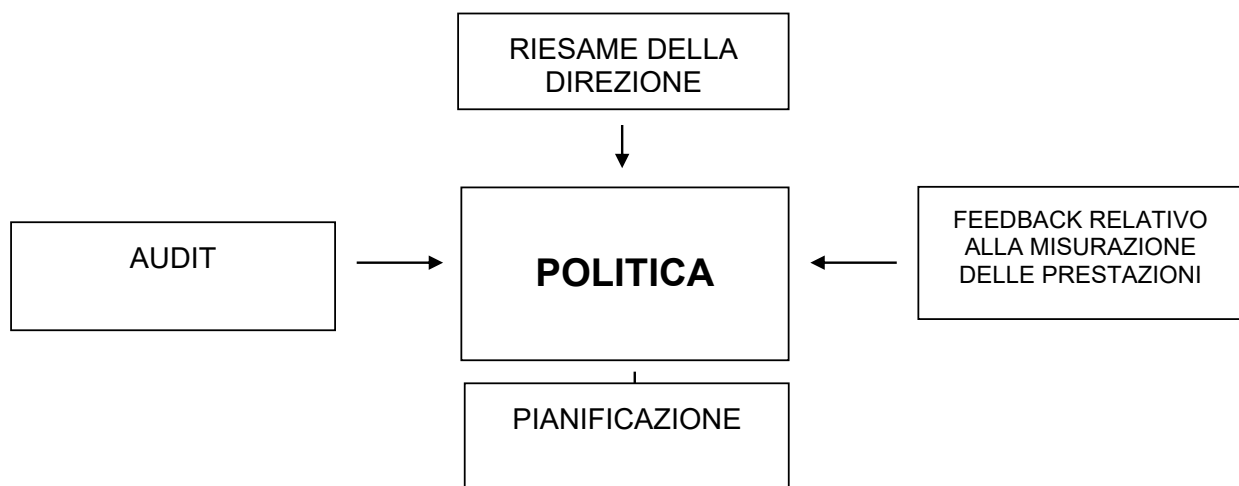 RIESAME DELLA
DIREZIONE
AUDIT
POLITICA
FEEDBACK RELATIVO
ALLA MISURAZIONE
DELLE PRESTAZIONI
PIANIFICAZIONE